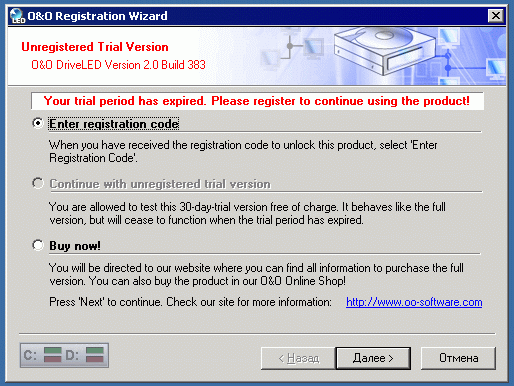 LED
O&O Registration Wizard
Unregistered Trial Version
O&O DriveLED Version 2.0 Build 383
Your trial period has expired. Please register to continue using the product!
Enter registration code
When you have received the registration code to unlock this product, select 'Enter
Registration Code'.
Continue with unregistered trial version
You are allowed to test this 30-day-trial version free of charge. It behaves like the full
version, but will cease to function when the trial period has expired.
Buy now!
You will be directed to our website where you can find all information to purchase the full
version. You can also buy the product in our O&O Online Shop!
Press 'Next' to continue. Check our site for more information: http://www.oo-software.com
C: D:
< Назад Далее > Отмена